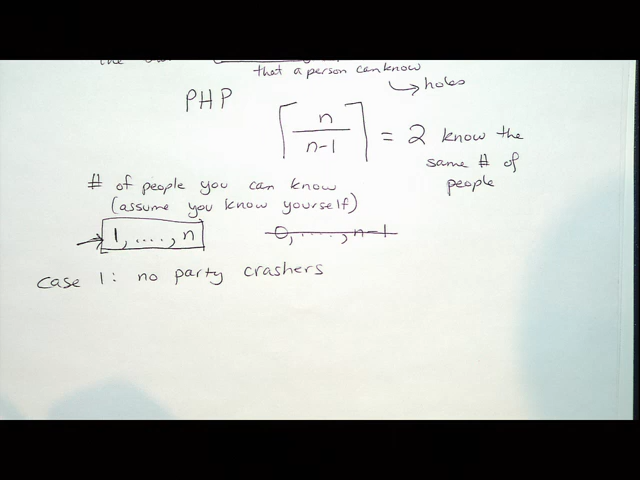 that a person can know
holes
PHP
⌈n/(n-1)⌉ = 2 know the
same # of
people
# of people you can know
(assume you know yourself)
1, ...., n
0, ...., n-1
case 1: no party crashers